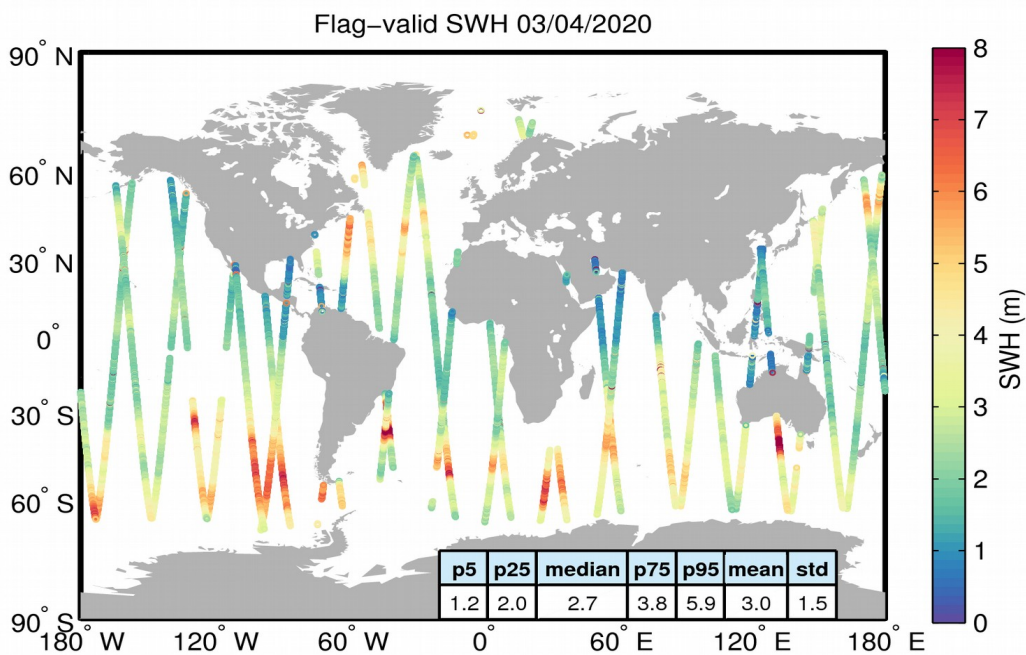 Flag−valid SWH 03/04/2020
90° N
60° N
30° N
0°
30° S
60° S
90° S
180° W
120° W
60° W
0°
60° E
120° E
180° E
p5 p25 median p75 p95 mean std
1.2 2.0 2.7 3.8 5.9 3.0 1.5
8
7
6
5
4
3
2
1
0
SWH (m)